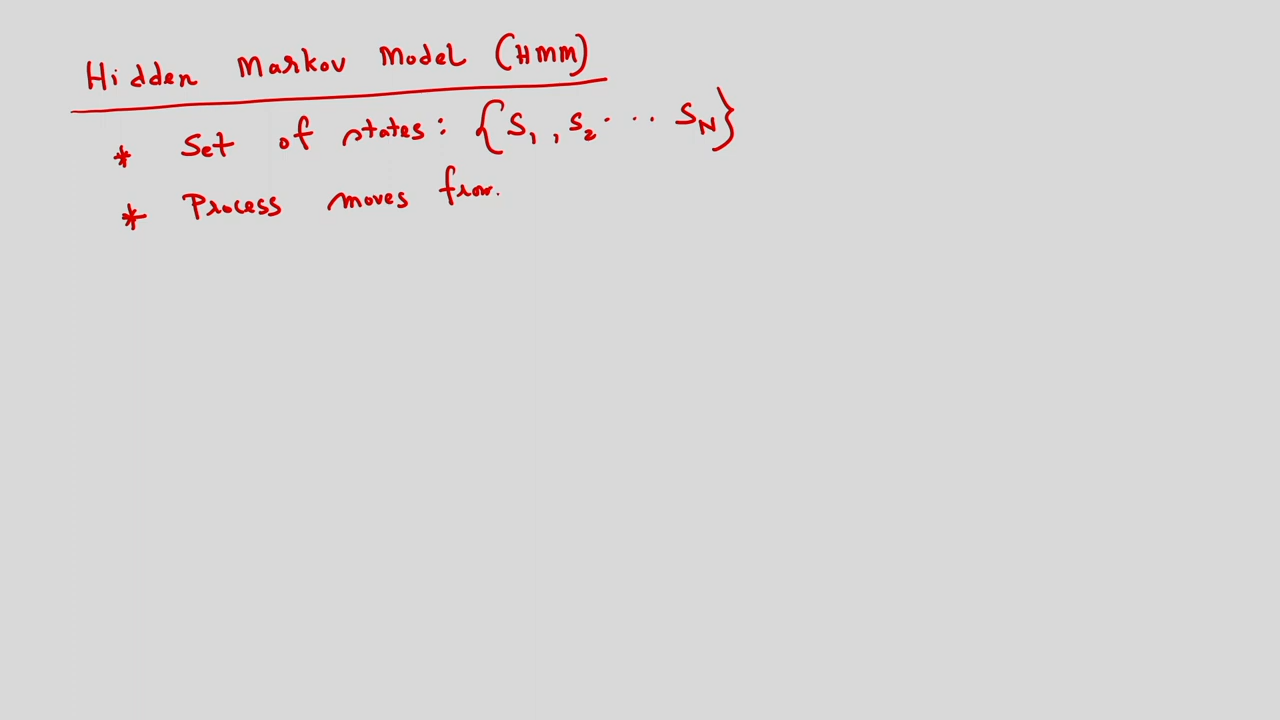 Hidden Markov Model (HMM)
* Set of states: {S1, S2 ... SN}
* Process moves from